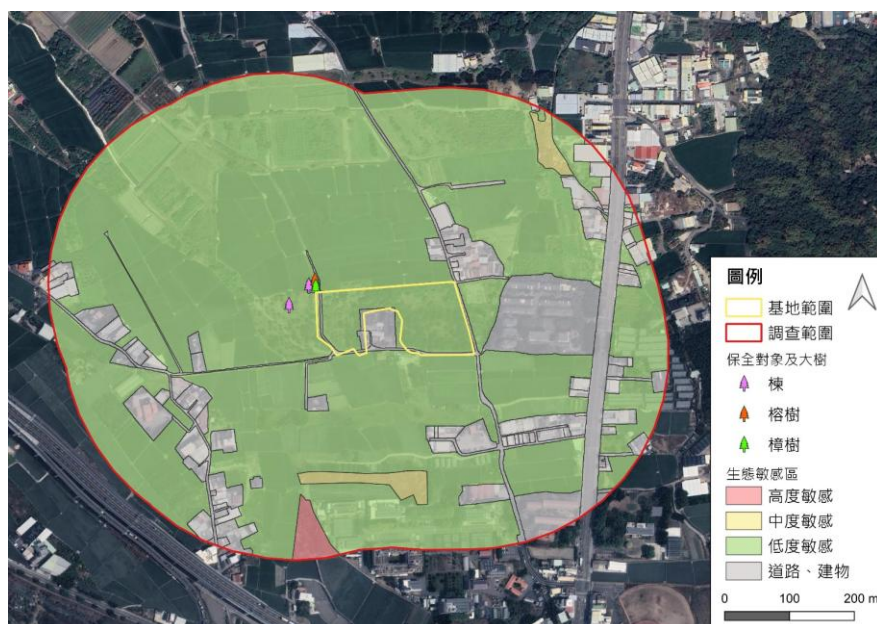 圖例
基地範圍
調查範圍
保全對象及大樹
楝
榕樹
樟樹
生態敏感區
高度敏感
中度敏感
低度敏感
道路、建物
0 100 200 m